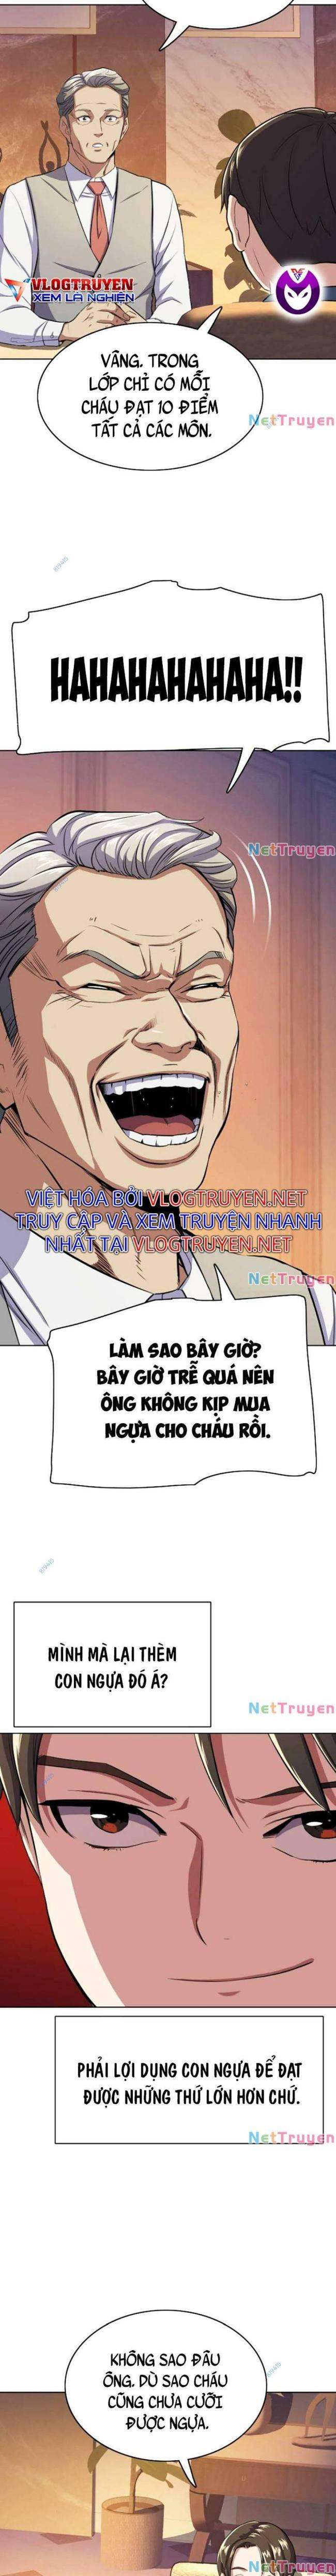 VLOGTRUYEN
XEM LÀ NGHIỆN
VÂNG. TRONG
LỚP CHỈ CÓ MỖI
CHÁU ĐẠT 10 ĐIỂM
TẤT CẢ CÁC MÔN.
NetTruyen
HAHAHAHAHAHA!!
NetTruyen
VIỆT HÓA BỞI VLOGTRUYEN.NET
TRUY CẬP VÀ XEM TRUYỆN NHANH
NHẤT TẠI VLOGTRUYEN.NET
NetTruyen
LÀM SAO BÂY GIỜ?
BÂY GIỜ TRỄ QUÁ NÊN
ÔNG KHÔNG KỊP MUA
NGỰA CHO CHÁU RỒI.
MÌNH MÀ LẠI THÈM
CON NGỰA ĐÓ Á?
NetTruyen
PHẢI LỢI DỤNG CON NGỰA ĐỂ ĐẠT
ĐƯỢC NHỮNG THỨ LỚN HƠN CHỨ.
NetTruyen
KHÔNG SAO ĐÂU
ÔNG. DÙ SAO CHÁU
CŨNG CHƯA CƯỠI
ĐƯỢC NGỰA.
NetTruyen